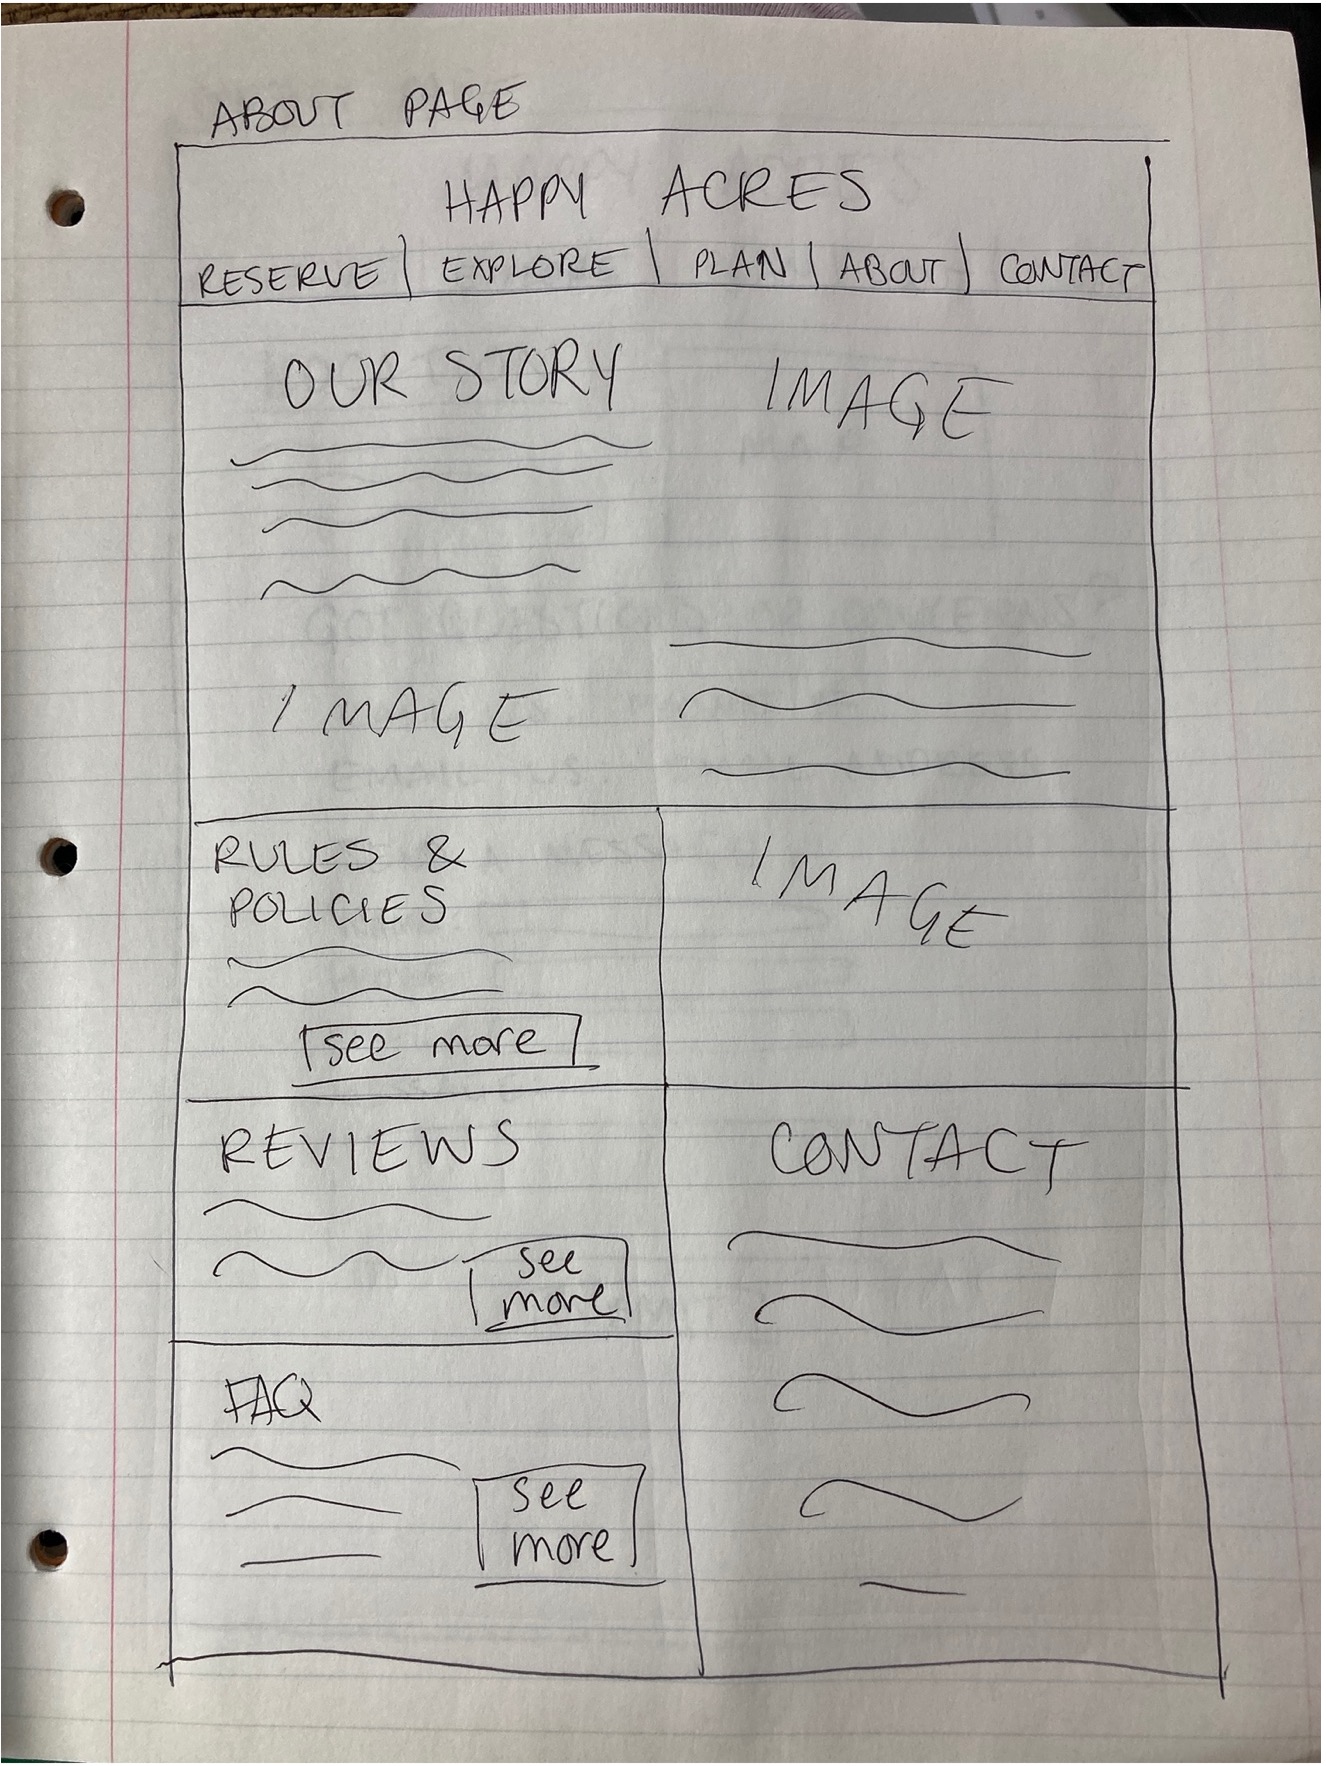 ABOUT PAGE
HAPPY ACRES
RESERVE | EXPLORE | PLAN | ABOUT | CONTACT
OUR STORY
IMAGE
IMAGE
RULES &
POLICIES
see more
IMAGE
REVIEWS
see
more
FAQ
see
more
CONTACT